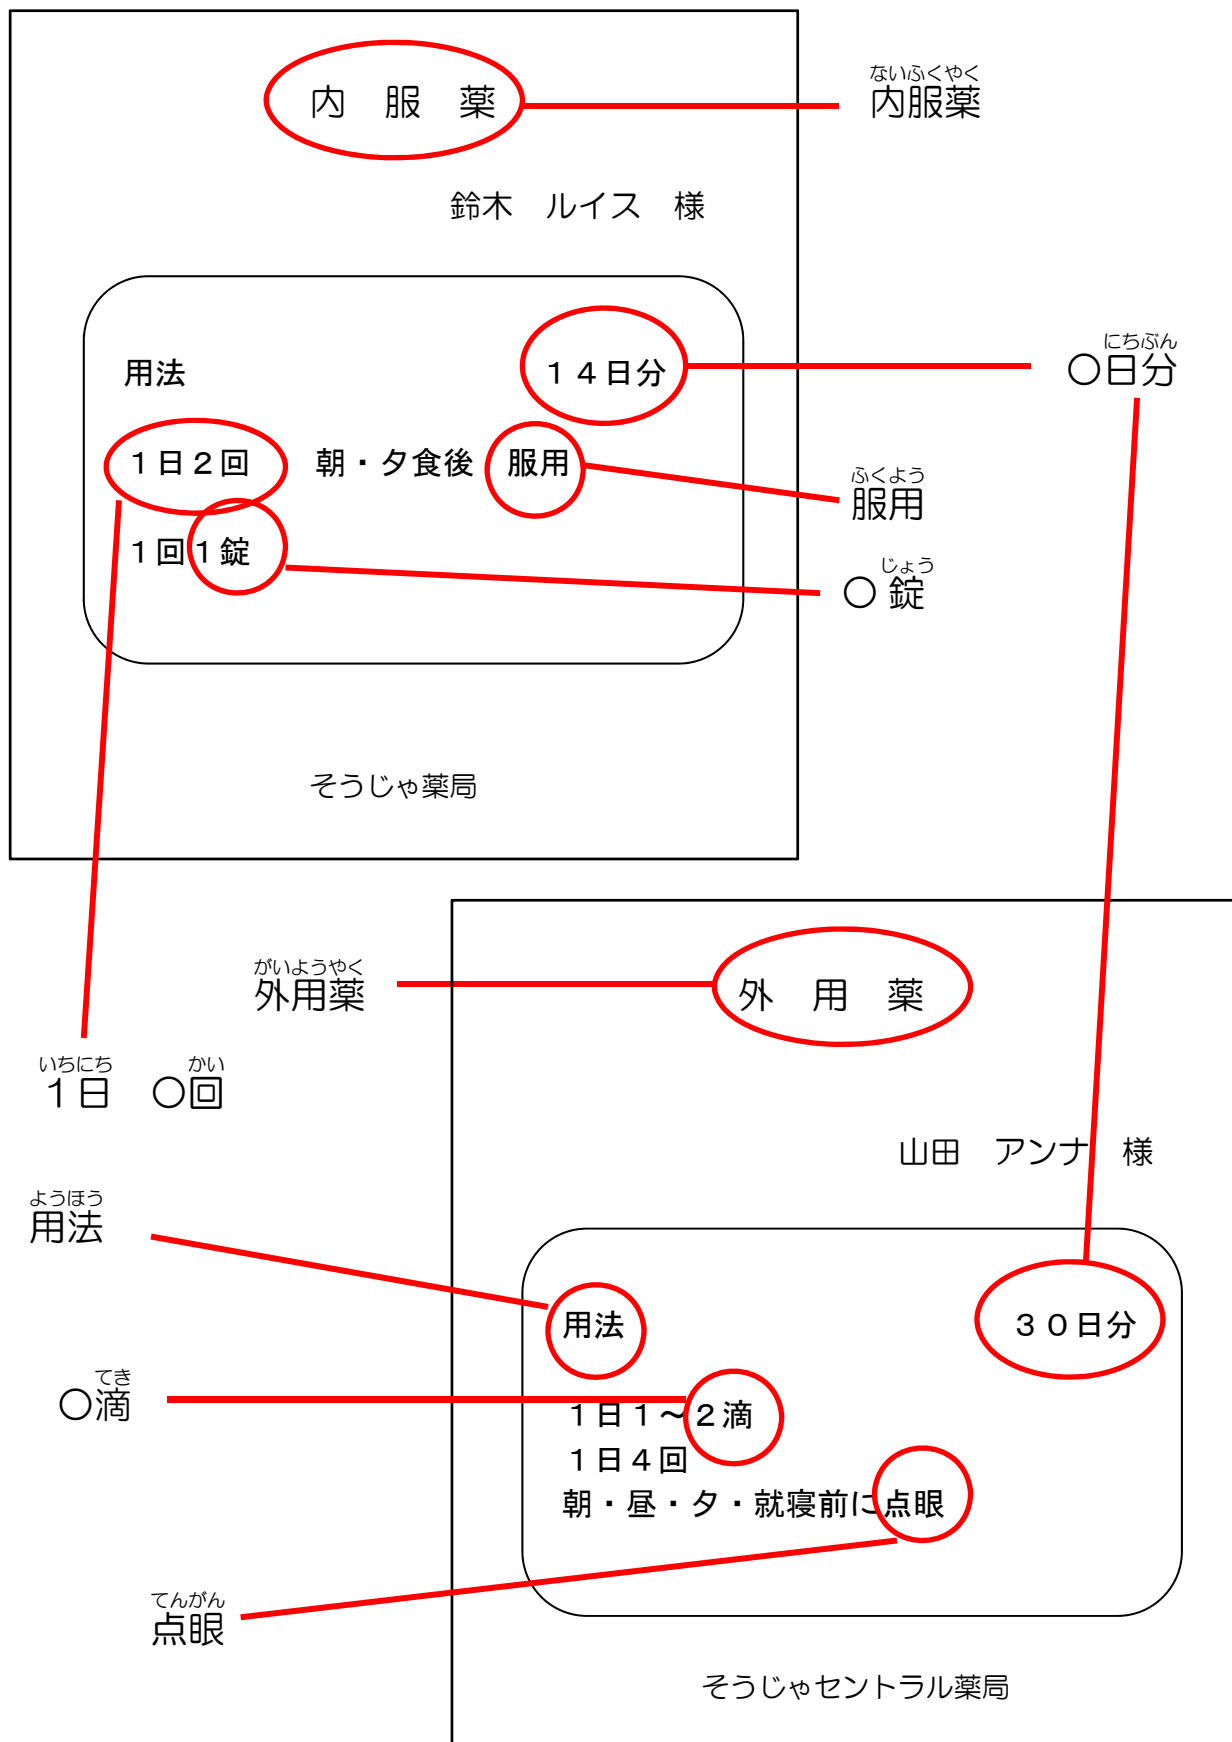 内　服　薬
ないふくやく
内服薬
鈴木　ルイス　様
用法
１４日分
にちぶん
〇日分
１日２回　朝・夕食後　服用
ふくよう
服用
１回１錠
じょう
〇錠
そうじゃ薬局
がいようやく
外用薬
外　用　薬
いちにち　かい
１日　〇回
山田　アンナ　様
ようほう
用法
用法
３０日分
てき
〇滴
１日１～２滴
１日４回
朝・昼・夕・就寝前に点眼
てんがん
点眼
そうじゃセントラル薬局